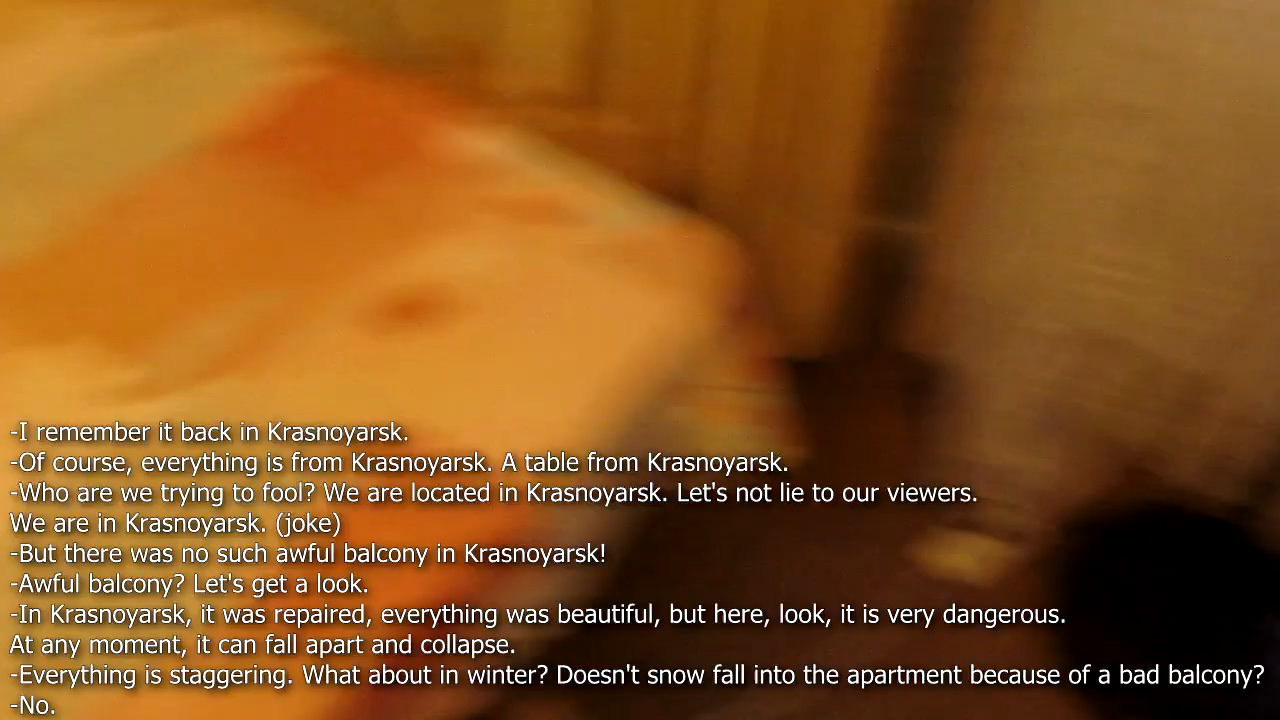 -I remember it back in Krasnoyarsk.
-Of course, everything is from Krasnoyarsk. A table from Krasnoyarsk.
-Who are we trying to fool? We are located in Krasnoyarsk. Let's not lie to our viewers.
We are in Krasnoyarsk. (joke)
-But there was no such awful balcony in Krasnoyarsk!
-Awful balcony? Let's get a look.
-In Krasnoyarsk, it was repaired, everything was beautiful, but here, look, it is very dangerous.
At any moment, it can fall apart and collapse.
-Everything is staggering. What about in winter? Doesn't snow fall into the apartment because of a bad balcony?
-No.